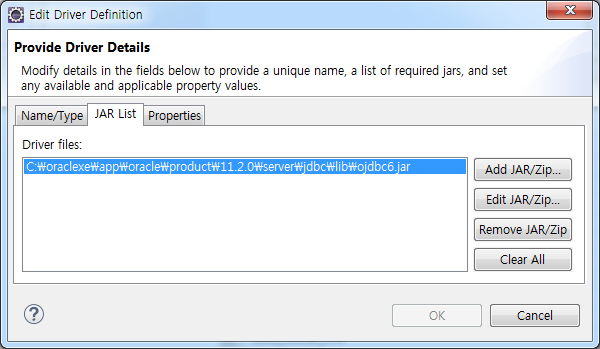 Edit Driver Definition
Provide Driver Details
Modify details in the fields below to provide a unique name, a list of required jars, and set
any available and applicable property values.
Name/Type JAR List Properties
Driver files:
C:₩oraclexe₩app₩oracle₩product₩11.2.0₩server₩jdbc₩lib₩ojdbc6.jar
Add JAR/Zip...
Edit JAR/Zip...
Remove JAR/Zip
Clear All
?
OK Cancel